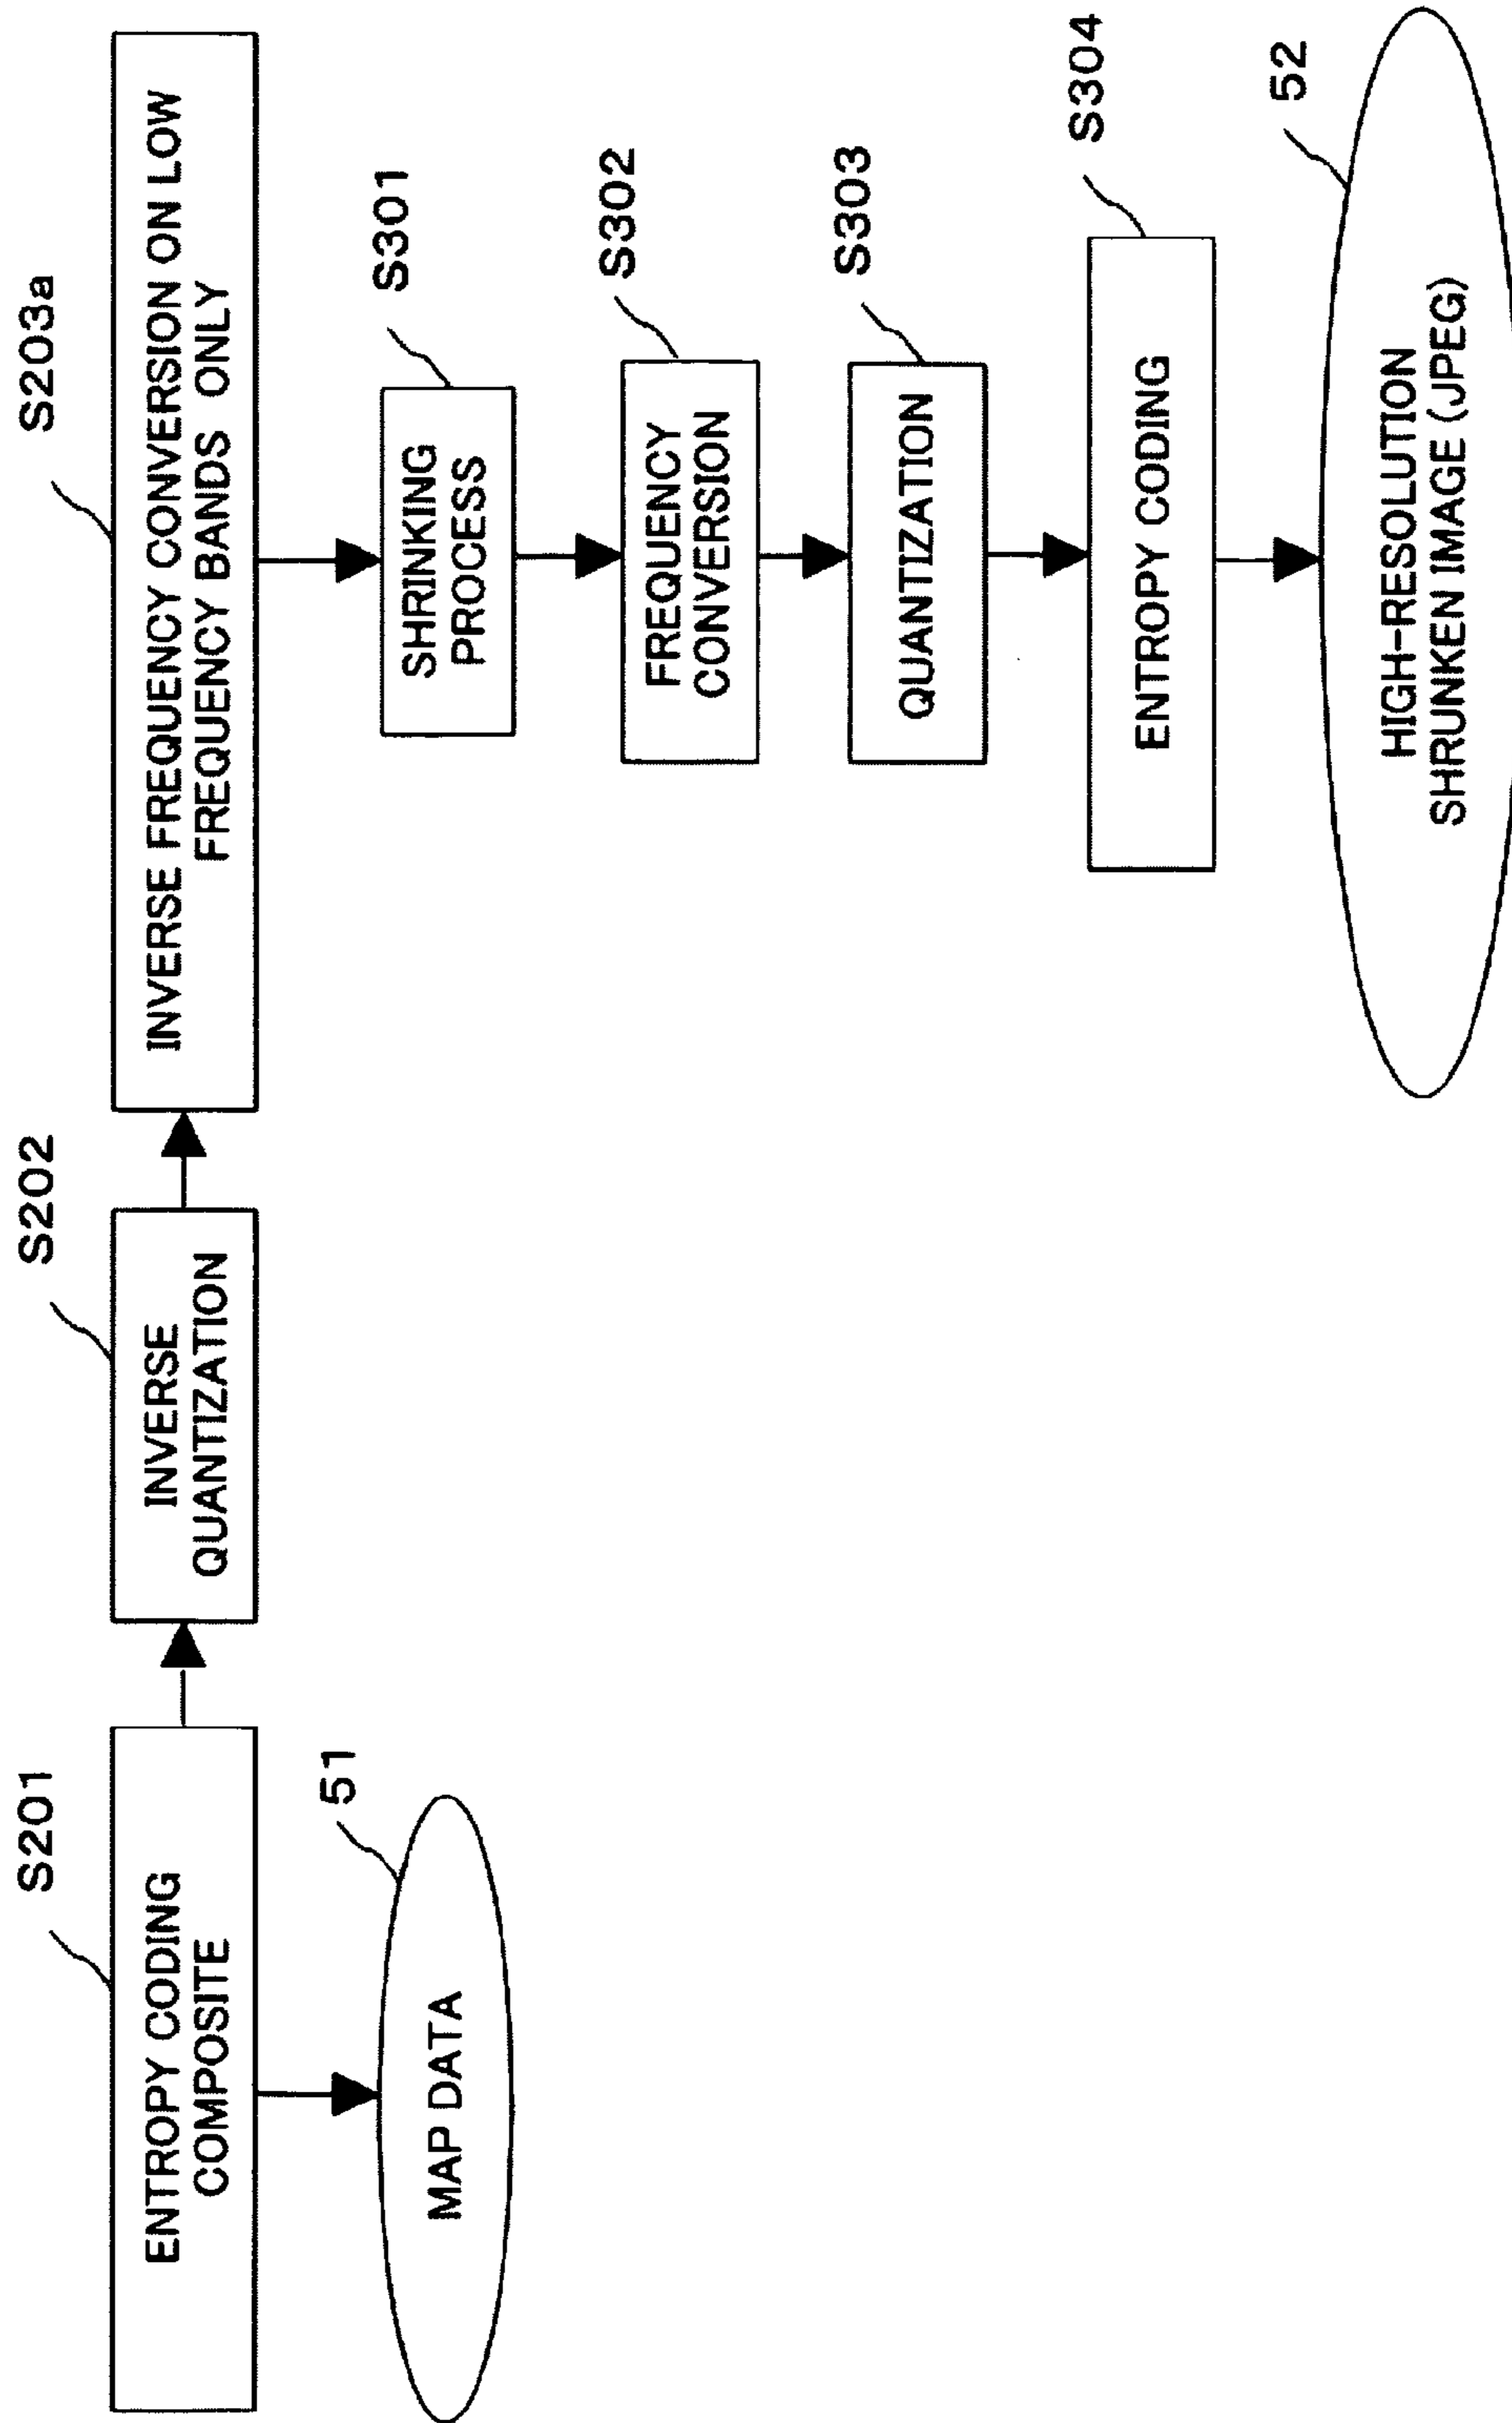 S201
ENTROPY CODING
COMPOSITE
51
MAP DATA
S202
INVERSE
QUANTIZATION
S203a
INVERSE FREQUENCY CONVERSION ON LOW
FREQUENCY BANDS ONLY
S301
SHRINKING
PROCESS
S302
FREQUENCY
CONVERSION
S303
QUANTIZATION
S304
ENTROPY CODING
52
HIGH-RESOLUTION
SHRUNKEN IMAGE (JPEG)